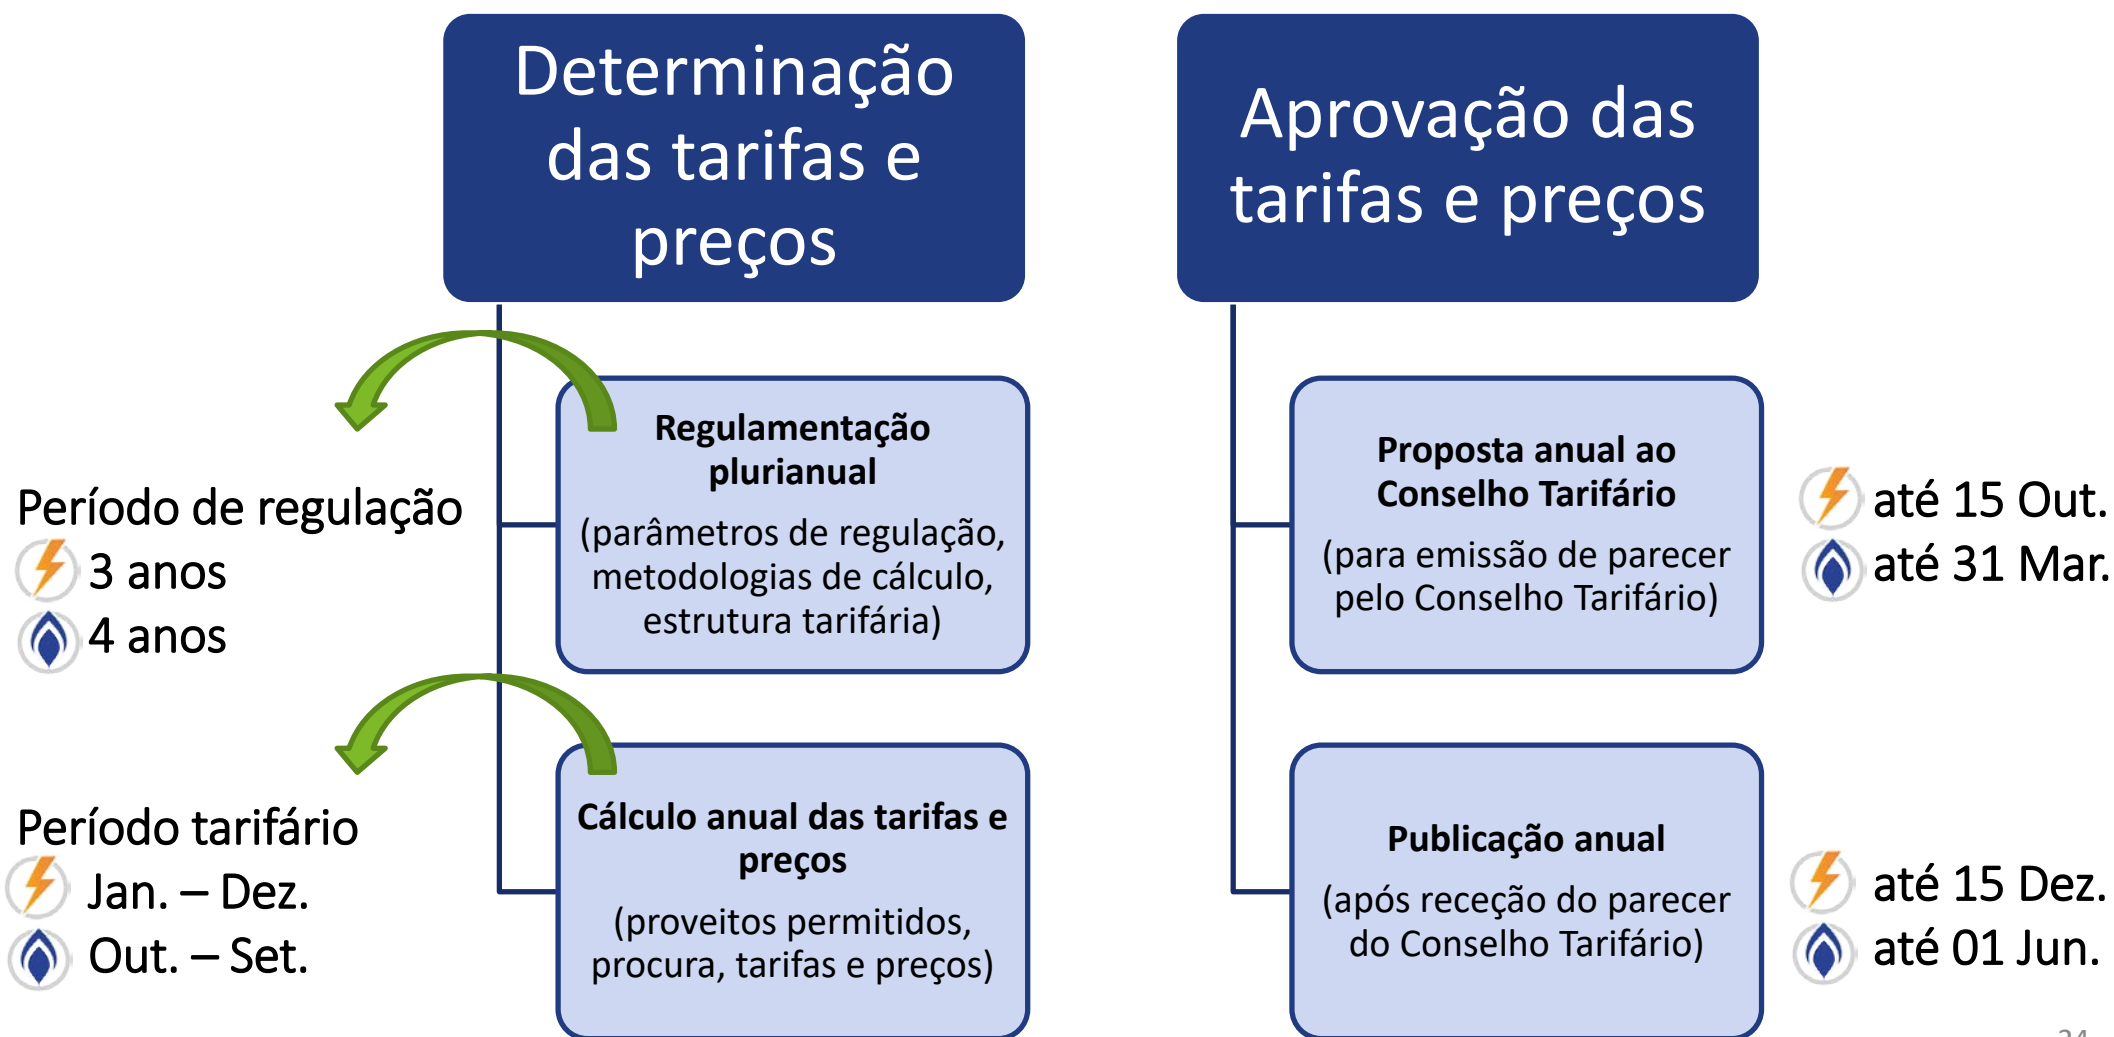 Determinação
das tarifas e
preços
Período de regulação
3 anos
4 anos
Regulamentação
plurianual
(parâmetros de regulação,
metodologias de cálculo,
estrutura tarifária)
Período tarifário
Jan. – Dez.
Out. – Set.
Cálculo anual das tarifas e
preços
(proveitos permitidos,
procura, tarifas e preços)
Aprovação das
tarifas e preços
Proposta anual ao
Conselho Tarifário
(para emissão de parecer
pelo Conselho Tarifário)
até 15 Out.
até 31 Mar.
Publicação anual
(após receção do parecer
do Conselho Tarifário)
até 15 Dez.
até 01 Jun.